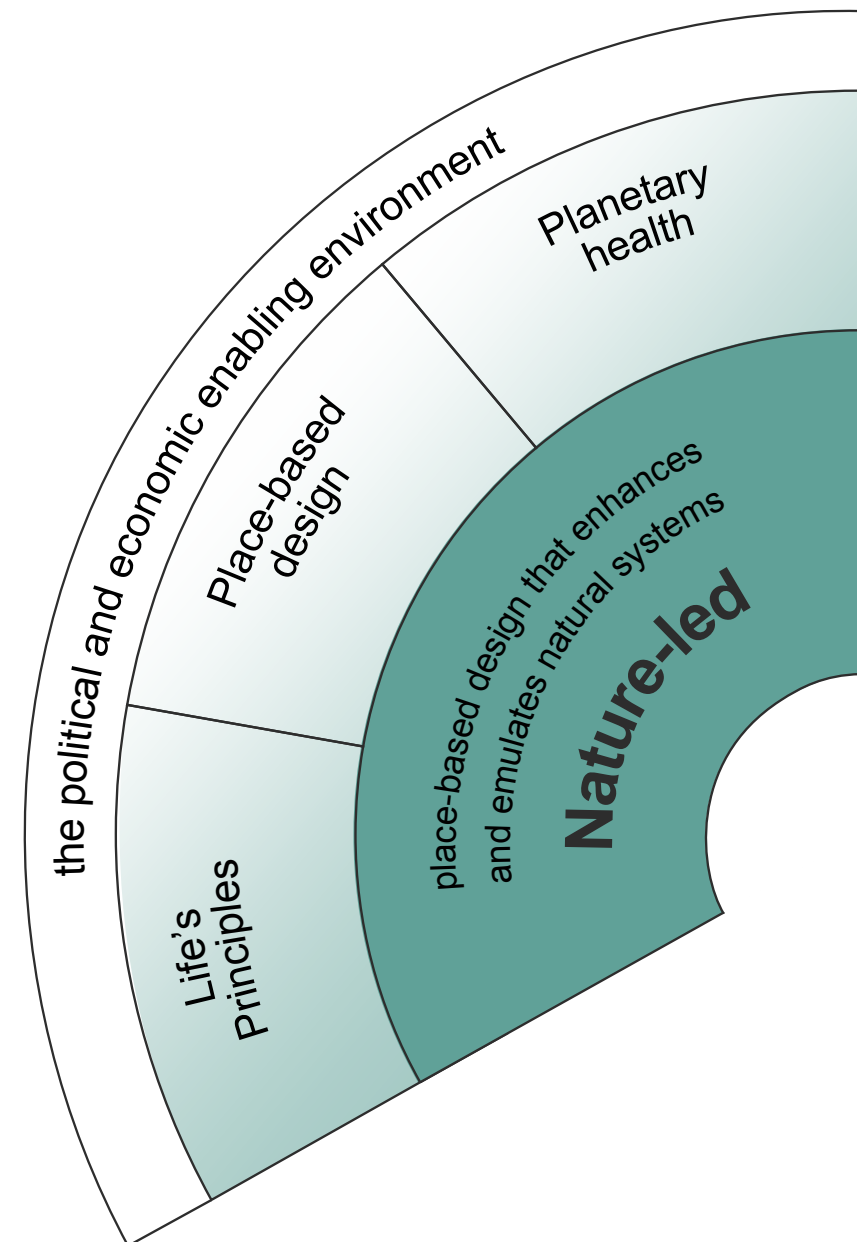 the political and economic enabling environment
Planetary
health
Place-based
design
Life’s
Principles
place-based design that enhances
and emulates natural systems
Nature-led